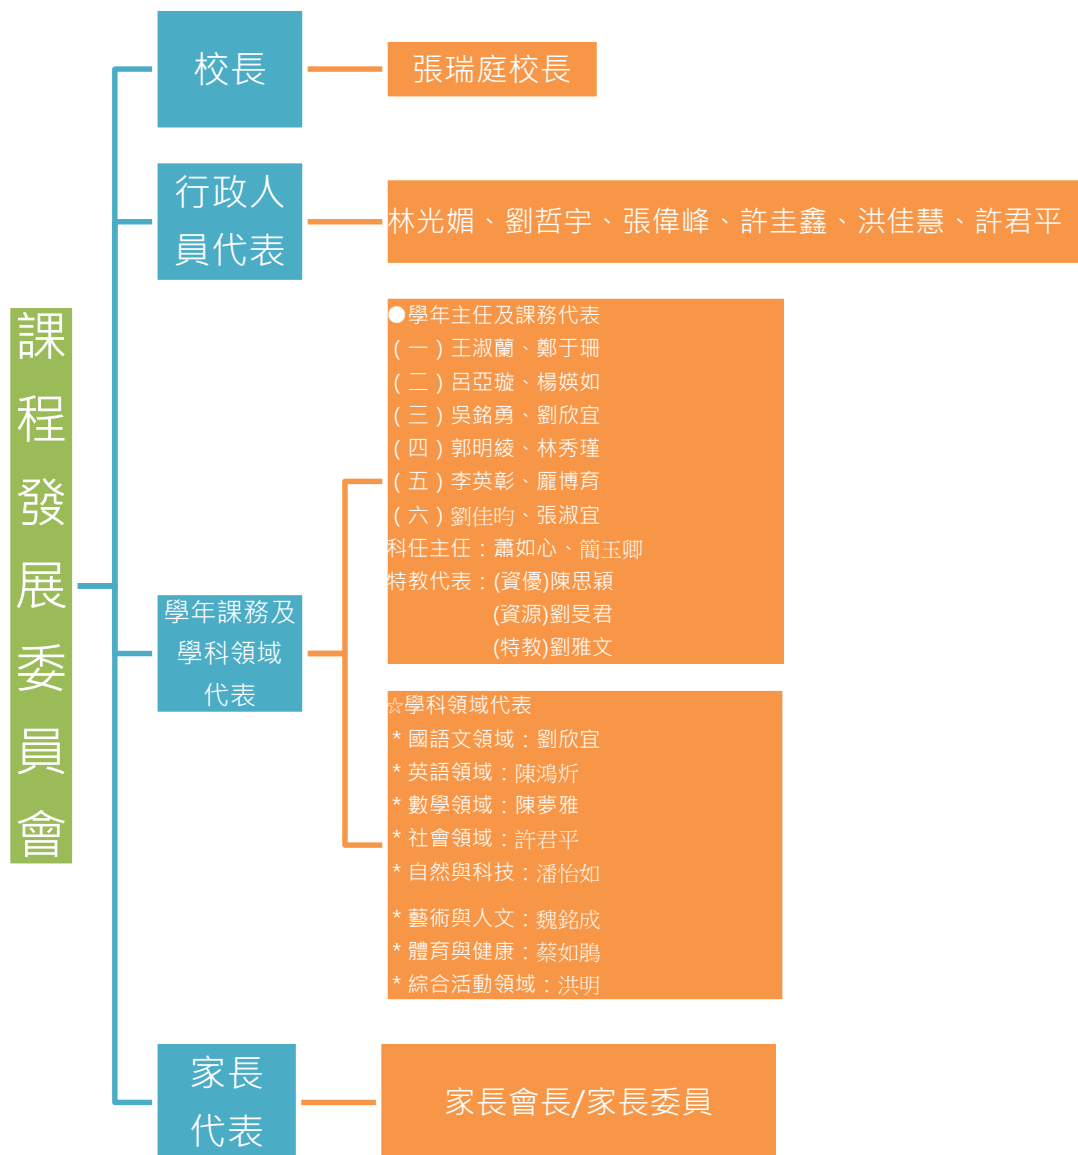 課程發展委員會
校長
張瑞庭校長
行政人
員代表
林光媚、劉哲宇、張偉峰、許圭鑫、洪佳慧、許君平
學年課務及
學科領域
代表
●學年主任及課務代表
(一)王淑蘭、鄭于珊
(二)呂亞璇、楊媖如
(三)吳銘勇、劉欣宜
(四)郭明綾、林秀瑾
(五)李英彰、龐博育
(六)劉佳昀、張淑宜
科任主任：蕭如心、簡玉卿
特教代表：(資優)陳思穎
(資源)劉旻君
(特教)劉雅文
☆學科領域代表
*國語文領域：劉欣宜
*英語領域：陳鴻炘
*數學領域：陳夢雅
*社會領域：許君平
*自然與科技：潘怡如
*藝術與人文：魏銘成
*體育與健康：蔡如鵑
*綜合活動領域：洪明
家長
代表
家長會長/家長委員